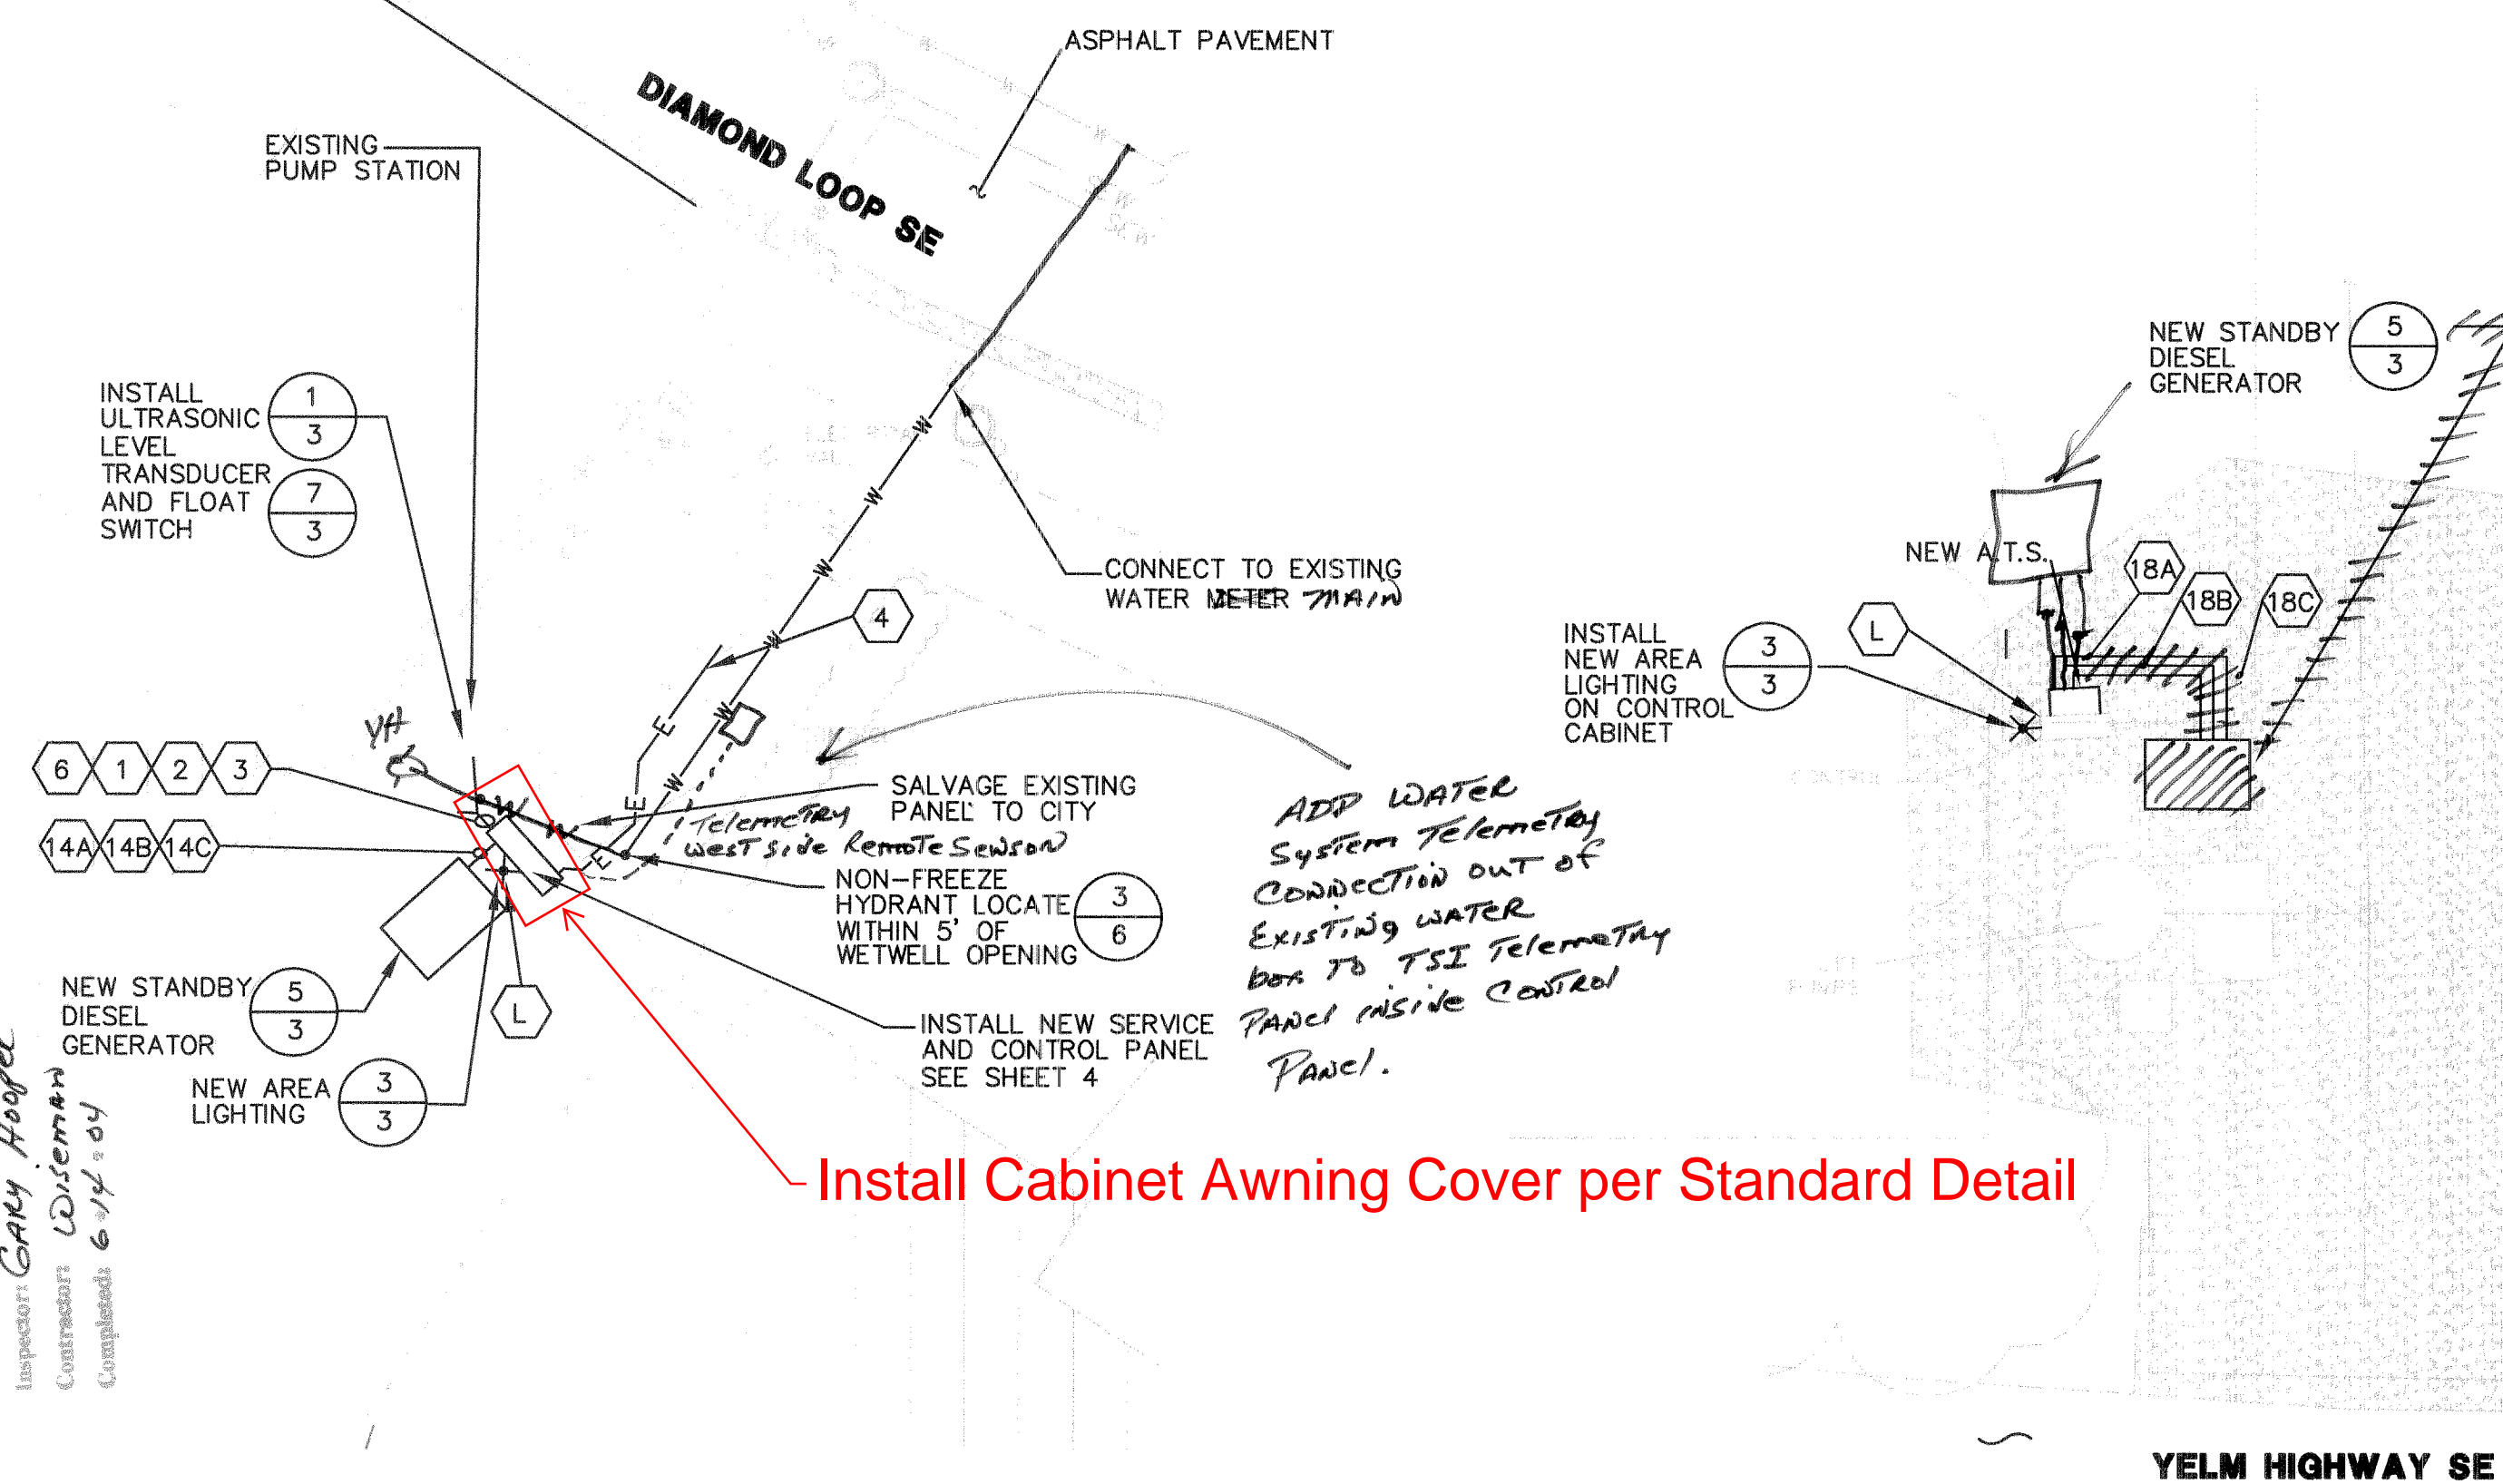 ASPHALT PAVEMENT
DIAMOND LOOP SE
EXISTING
PUMP STATION
INSTALL
ULTRASONIC
LEVEL
TRANSDUCER
AND FLOAT
SWITCH
1
3
7
3
CONNECT TO EXISTING
WATER METER MAIN
4
W
W
W
W
W
W
W
W
E
E
E
YH
6 1 2 3
14A 14B 14C
SALVAGE EXISTING
PANEL TO CITY
Telemetry
west side Remote Sewson
NON-FREEZE
HYDRANT LOCATE
WITHIN 5' OF
WETWELL OPENING
3
6
NEW STANDBY
DIESEL
GENERATOR
5
3
L
NEW AREA
LIGHTING
3
3
INSTALL NEW SERVICE
AND CONTROL PANEL
SEE SHEET 4
ADD WATER
System Telemetry
Connection out of
Existing water
box To TSI Telemetry
Panel inside Control
Panel.
Install Cabinet Awning Cover per Standard Detail
NEW STANDBY
DIESEL
GENERATOR
5
3
NEW A.T.S.
18A
18B
18C
INSTALL
NEW AREA
LIGHTING
ON CONTROL
CABINET
3
3
L
Inspector: GARY Hooper
Contractor: Wiseman
Completed: 6-14-04
YELM HIGHWAY SE